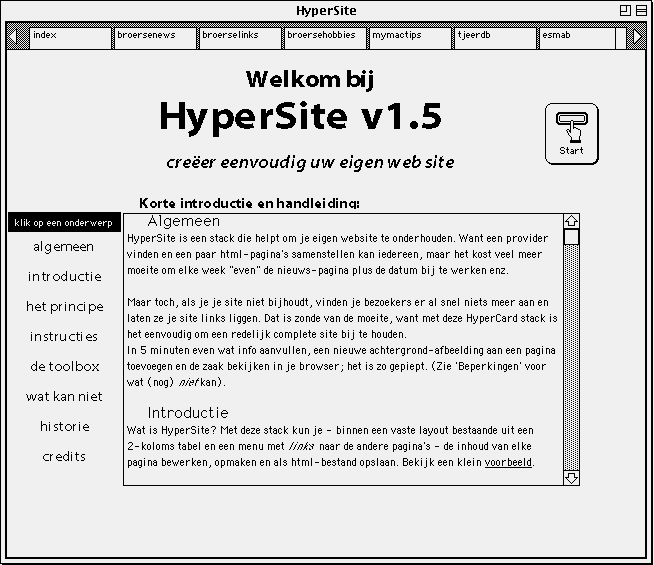 HyperSite
index broersenews broerselinks broersehobbies mymactips tjeerdb esmab
Welkom bij
HyperSite v1.5
creëer eenvoudig uw eigen web site
Start
Korte introductie en handleiding:
klik op een onderwerp
algemeen
introductie
het principe
instructies
de toolbox
wat kan niet
historie
credits
Algemeen
HyperSite is een stack die helpt om je eigen website te onderhouden. Want een provider
vinden en een paar html-pagina's samenstellen kan iedereen, maar het kost veel meer
moeite om elke week "even" de nieuws-pagina plus de datum bij te werken enz.
Maar toch, als je je site niet bijhoudt, vinden je bezoekers er al snel niets meer aan en
laten ze je site links liggen. Dat is zonde van de moeite, want met deze HyperCard stack is
het eenvoudig om een redelijk complete site bij te houden.
In 5 minuten even wat info aanvullen, een nieuwe achtergrond-afbeelding aan een pagina
toevoegen en de zaak bekijken in je browser; het is zo gepiept. (Zie 'Beperkingen' voor
wat (nog) niet kan).
Introductie
Wat is HyperSite? Met deze stack kun je - binnen een vaste layout bestaande uit een
2-koloms tabel en een menu met links naar de andere pagina's - de inhoud van elke
pagina bewerken, opmaken en als html-bestand opslaan. Bekijk een klein voorbeeld.